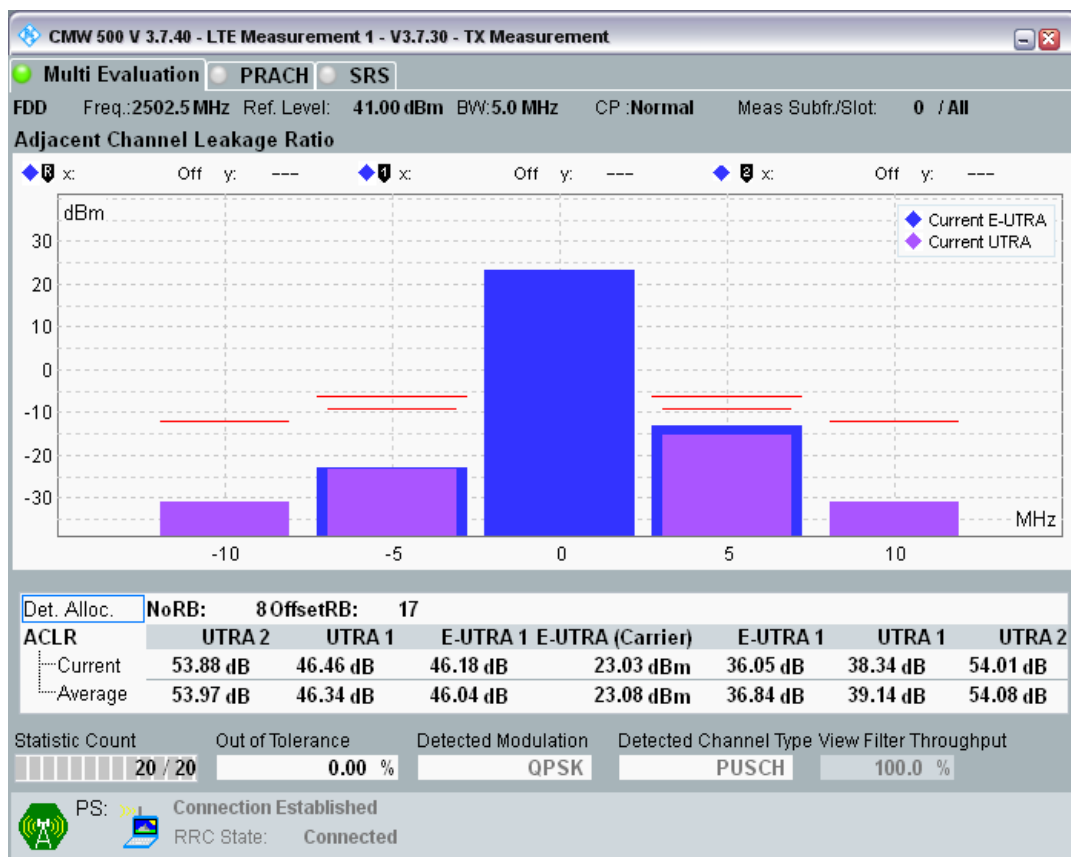 CMW 500 V 3.7.40 - LTE Measurement 1 - V3.7.30 - TX Measurement
Multi Evaluation PRACH SRS
FDD Freq.:2502.5 MHz Ref. Level: 41.00 dBm BW:5.0 MHz CP :Normal Meas Subfr./Slot: 0 / All
Adjacent Channel Leakage Ratio
R x: Off y: --- 1 x: Off y: --- 2 x: Off y: ---
dBm
Current E-UTRA
Current UTRA
30
20
10
0
-10
-20
-30
MHz
-10 -5 0 5 10
Det. Alloc. NoRB: 8 OffsetRB: 17
ACLR UTRA 2 UTRA 1 E-UTRA 1 E-UTRA (Carrier) E-UTRA 1 UTRA 1 UTRA 2
Current 53.88 dB 46.46 dB 46.18 dB 23.03 dBm 36.05 dB 38.34 dB 54.01 dB
Average 53.97 dB 46.34 dB 46.04 dB 23.08 dBm 36.84 dB 39.14 dB 54.08 dB
Statistic Count Out of Tolerance Detected Modulation Detected Channel Type View Filter Throughput
20 / 20 0.00 % QPSK PUSCH 100.0 %
PS: Connection Established
RRC State: Connected